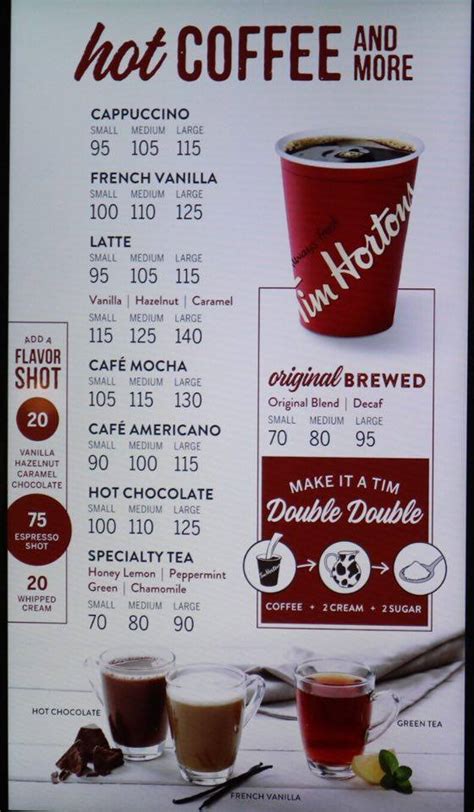 hot COFFEE AND MORE
CAPPUCCINO
SMALL MEDIUM LARGE
95 105 115
FRENCH VANILLA
SMALL MEDIUM LARGE
100 110 125
LATTE
SMALL MEDIUM LARGE
95 105 115
Vanilla | Hazelnut | Caramel
SMALL MEDIUM LARGE
115 125 140
CAFÉ MOCHA
SMALL MEDIUM LARGE
105 115 130
CAFÉ AMERICANO
SMALL MEDIUM LARGE
90 100 115
HOT CHOCOLATE
SMALL MEDIUM LARGE
100 110 125
SPECIALTY TEA
Honey Lemon | Peppermint
Green | Chamomile
SMALL MEDIUM LARGE
70 80 90
ADD A
FLAVOR
SHOT
20
VANILLA
HAZELNUT
CARAMEL
CHOCOLATE
75
ESPRESSO
SHOT
20
WHIPPED
CREAM
Always Fresh
Tim Hortons
original BREWED
Original Blend | Decaf
SMALL MEDIUM LARGE
70 80 95
MAKE IT A TIM
Double Double
Tim Hortons
COFFEE + 2 CREAM + 2 SUGAR
HOT CHOCOLATE
GREEN TEA
FRENCH VANILLA